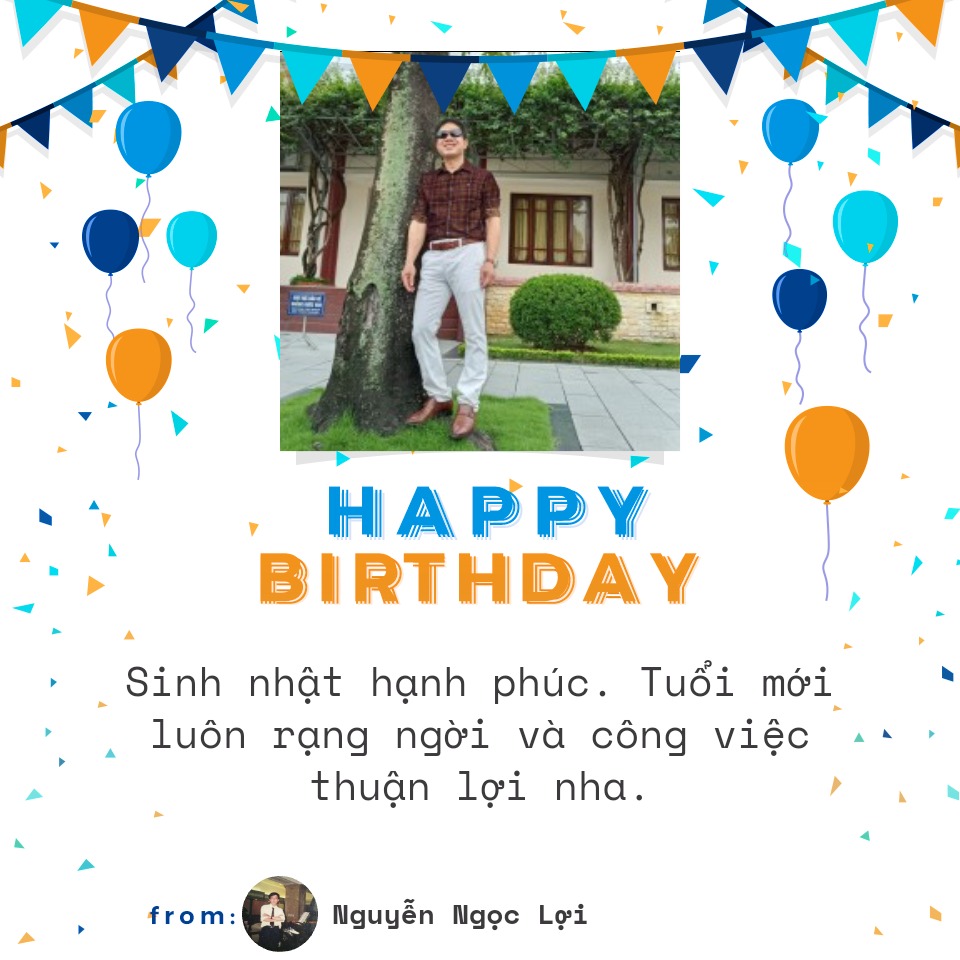 HAPPY
BIRTHDAY
Sinh nhật hạnh phúc. Tuổi mới
luôn rạng ngời và công việc
thuận lợi nha.
from: Nguyễn Ngọc Lợi